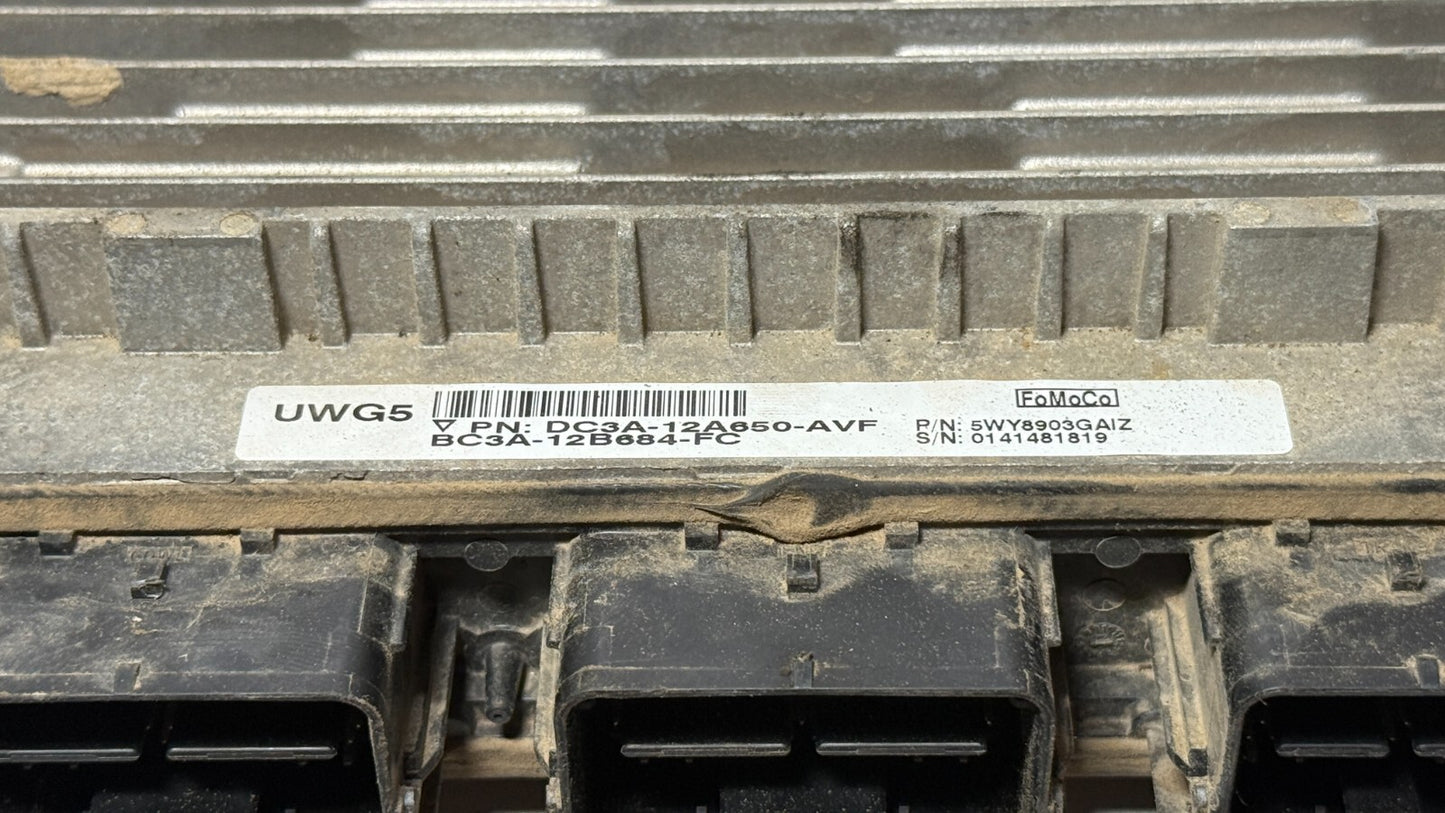 UWG5
▽ PN: DC3A-12A650-AVF
BC3A-12B684-FC
FoMoCo
P/N: 5WY8903GAIZ
S/N: 0141481819